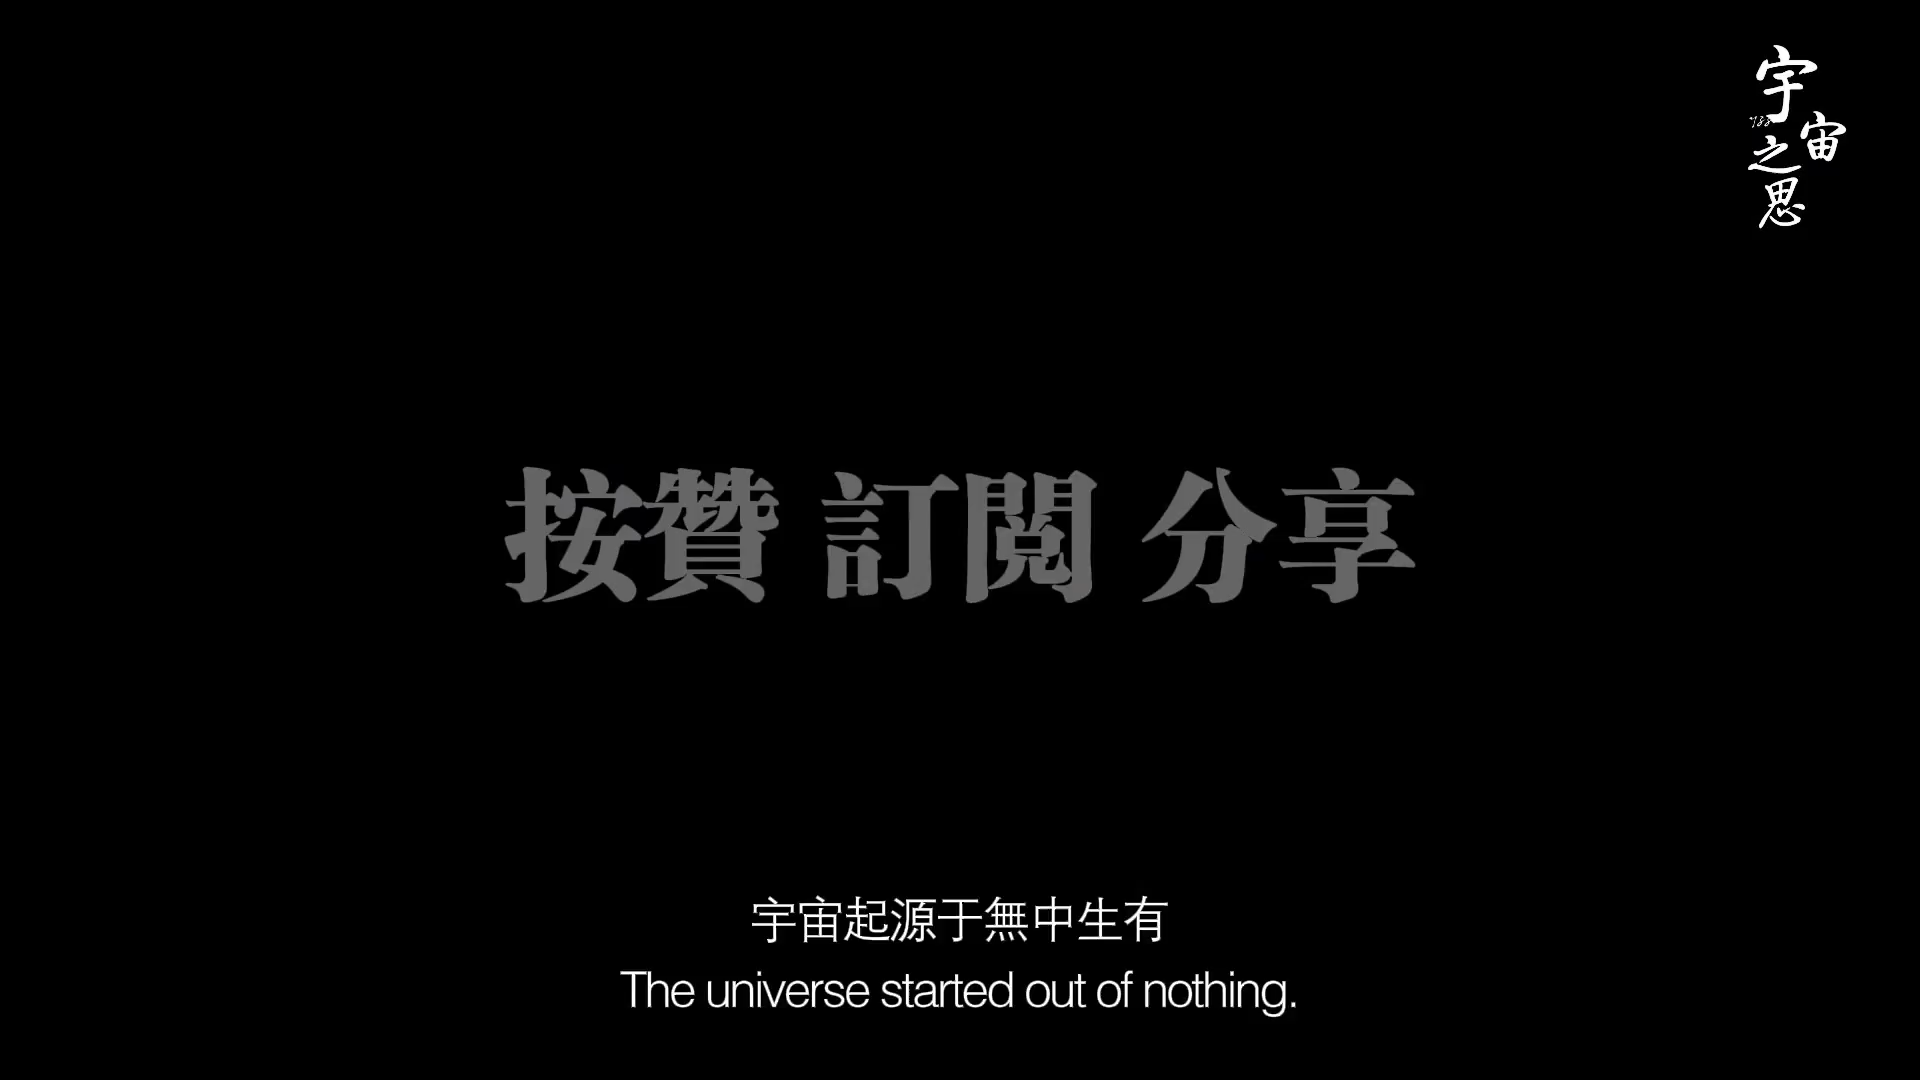 宇宙之思
按贊 訂閱 分享
宇宙起源于無中生有
The universe started out of nothing.